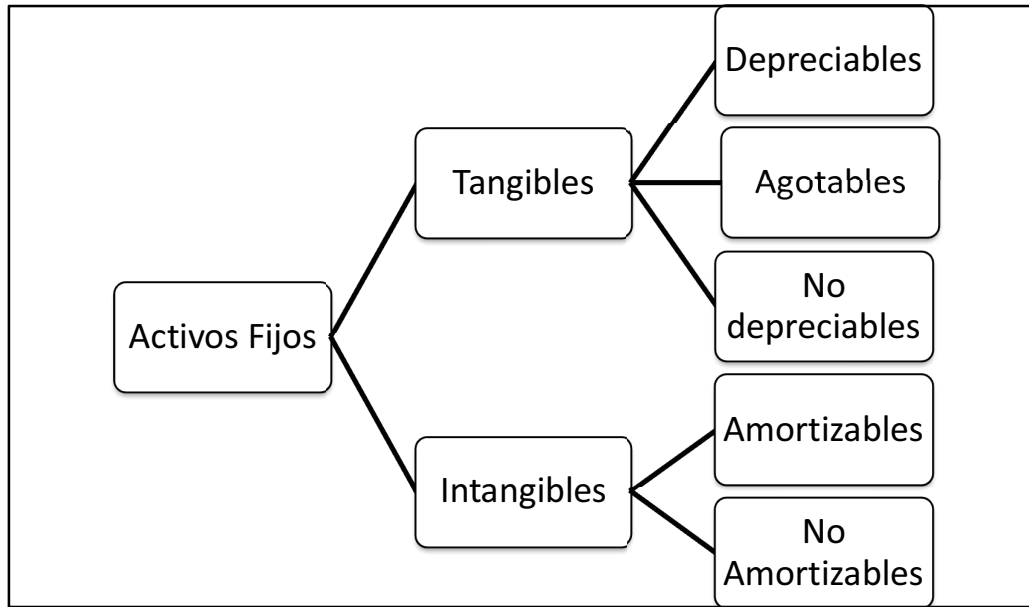 Depreciables
Tangibles
Agotables
No
depreciables
Activos Fijos
Amortizables
Intangibles
No
Amortizables